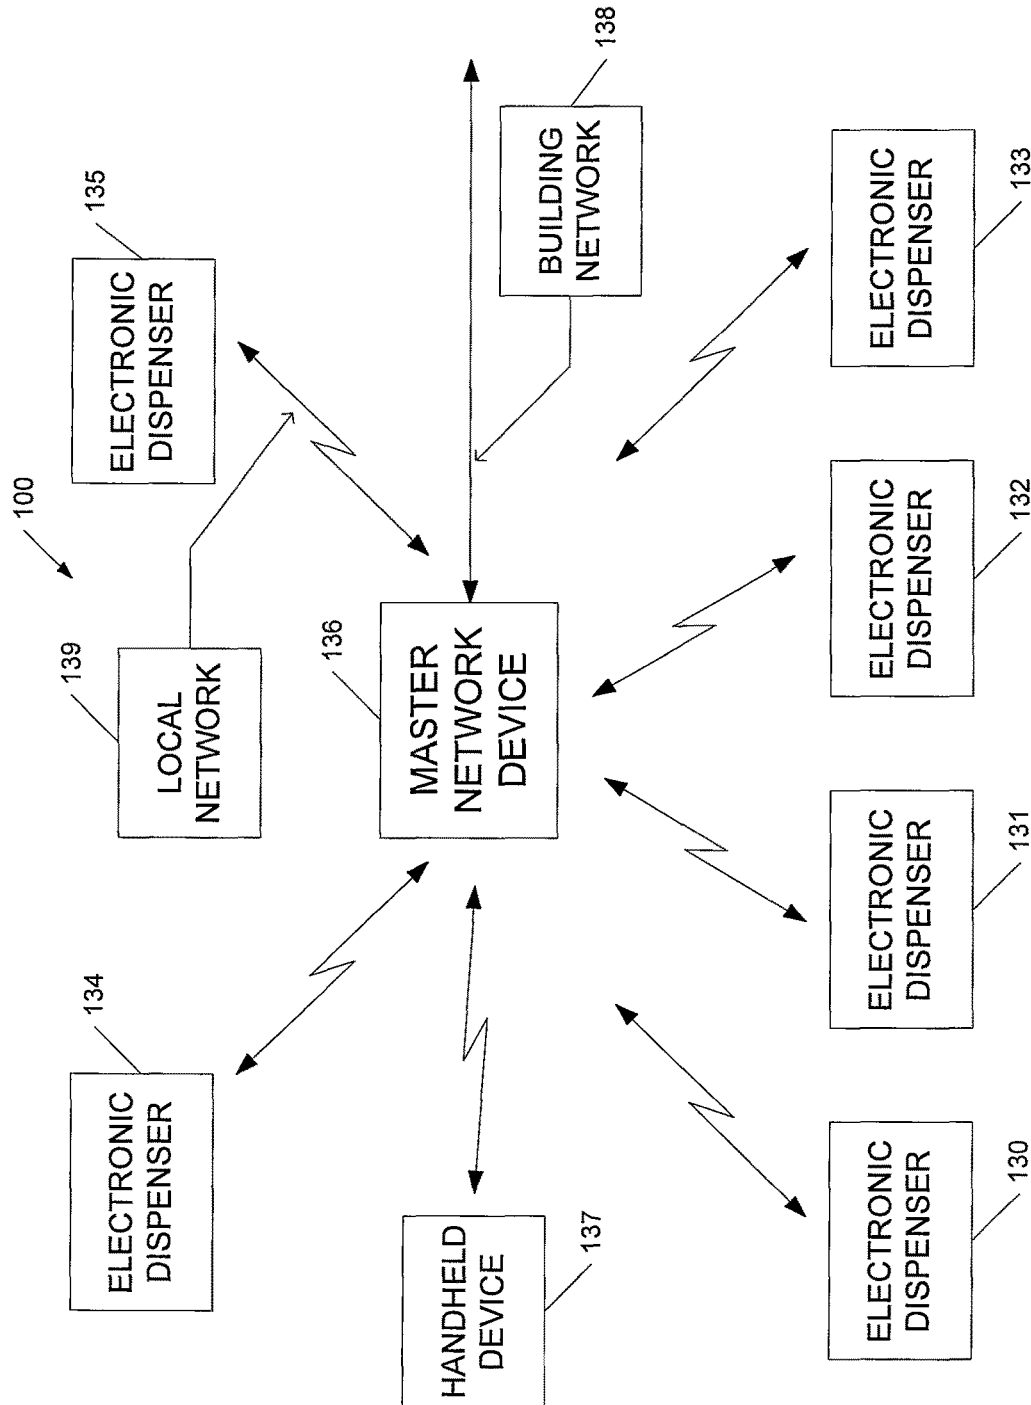 100
134
ELECTRONIC
DISPENSER
139
LOCAL
NETWORK
135
ELECTRONIC
DISPENSER
137
HANDHELD
DEVICE
136
MASTER
NETWORK
DEVICE
138
BUILDING
NETWORK
ELECTRONIC
DISPENSER
130
ELECTRONIC
DISPENSER
131
ELECTRONIC
DISPENSER
132
ELECTRONIC
DISPENSER
133